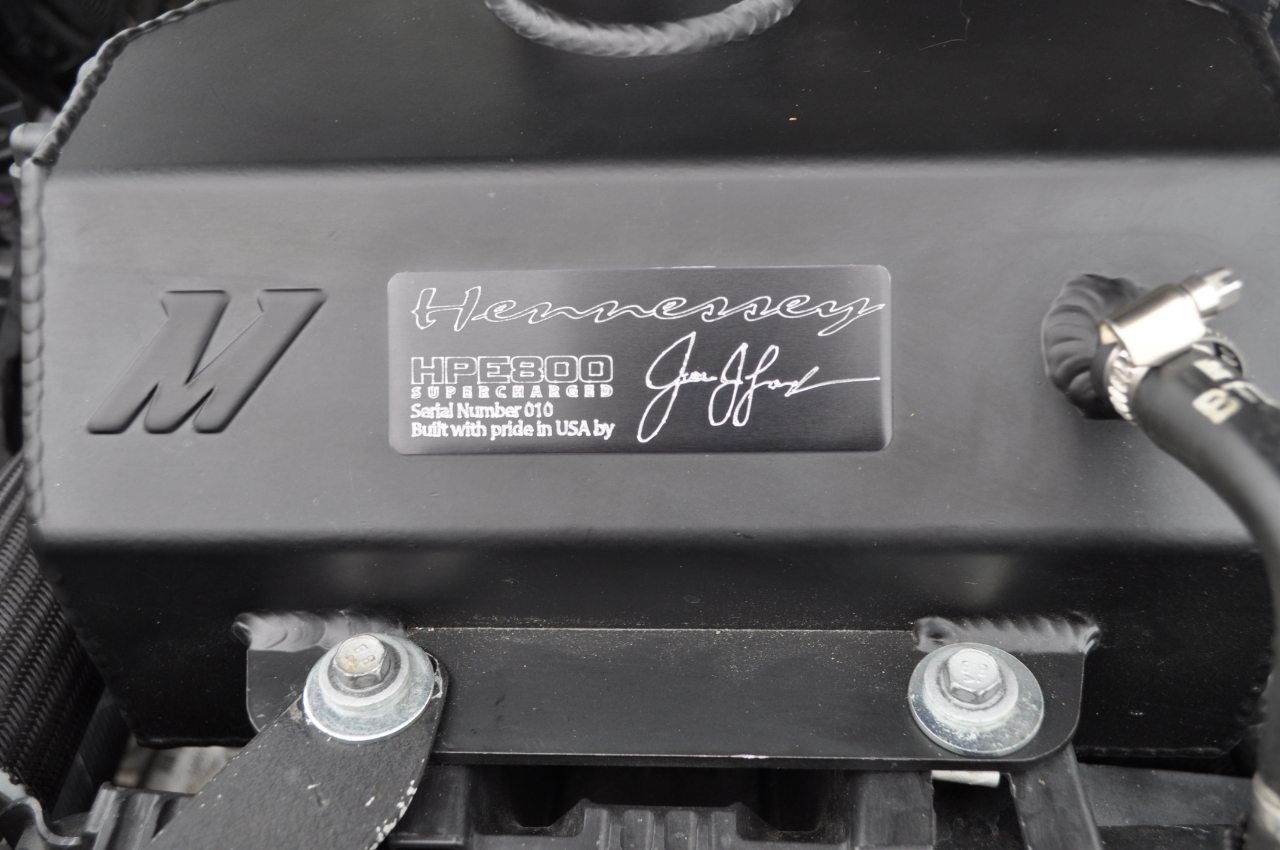 M
Hennessey
HPE800
SUPERCHARGED
Serial Number 010
Built with pride in USA by